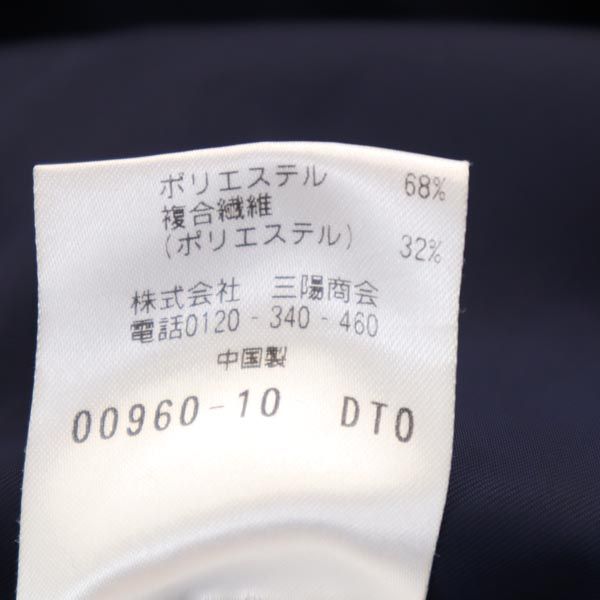 ポリエステル 68%
複合繊維
(ポリエステル) 32%
株式会社 三陽商会
電話0120-340-460
中国製
00960-10 DTO